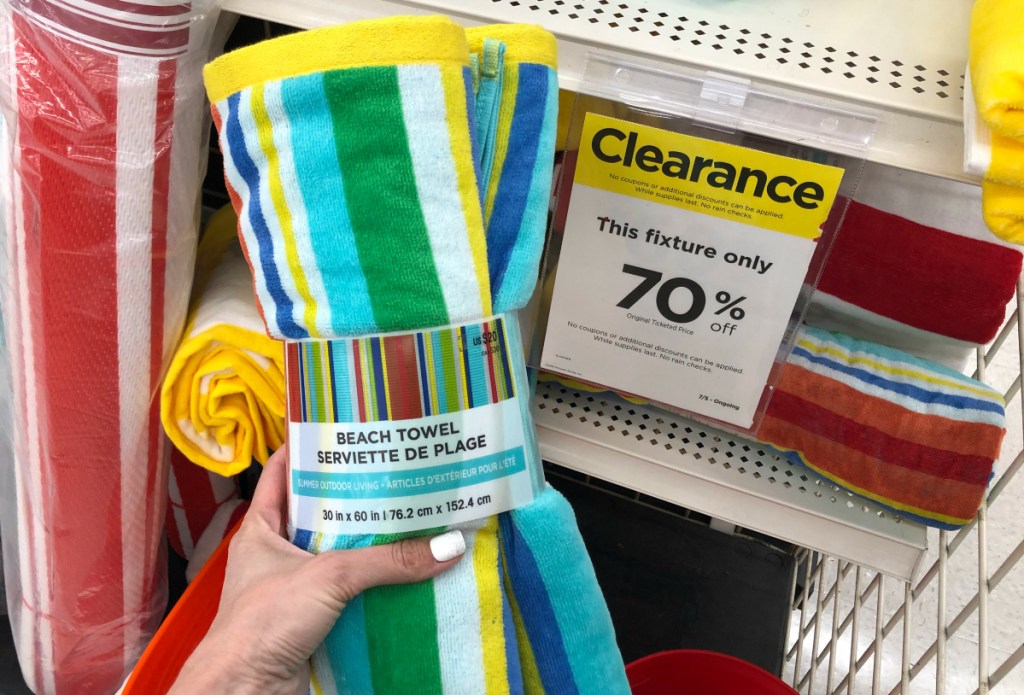 US$20
BEACH TOWEL
SERVIETTE DE PLAGE
SUMMER OUTDOOR LIVING • ARTICLES D'EXTÉRIEUR POUR L'ÉTÉ
30 in x 60 in I 76.2 cm x 152.4 cm
Clearance
No coupons or additional discounts can be applied.
While supplies last. No rain checks.
This fixture only
70% off
Original Ticketed Price
No coupons or additional discounts can be applied.
While supplies last. No rain checks.
7/5 - Ongoing